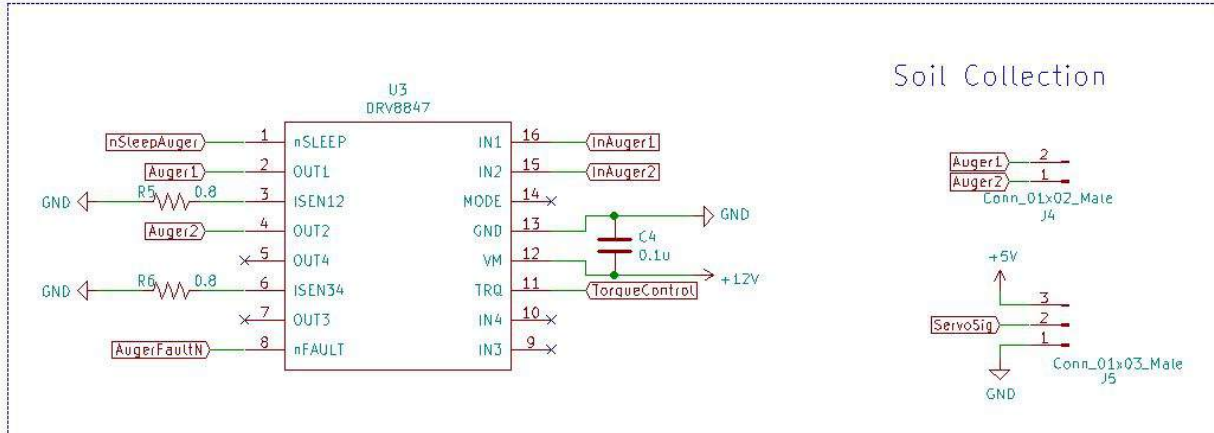 Soil Collection
U3
DRV8847
nSleepAuger 1 nSLEEP IN1 16 InAuger1
Auger1 2 OUT1 IN2 15 InAuger2
GND R5 0.8 3 ISEN12 MODE 14
Auger2 4 OUT2 GND 13 GND
C4
0.1u
5 OUT4 VM 12 +12V
GND R6 0.8 6 ISEN34 TRQ 11 TorqueControl
7 OUT3 IN4 10
AugerFaultN 8 nFAULT IN3 9
Auger1 2
Auger2 1
Conn_01x02_Male
J4
+5V
3
ServoSig 2
1
Conn_01x03_Male
J5
GND